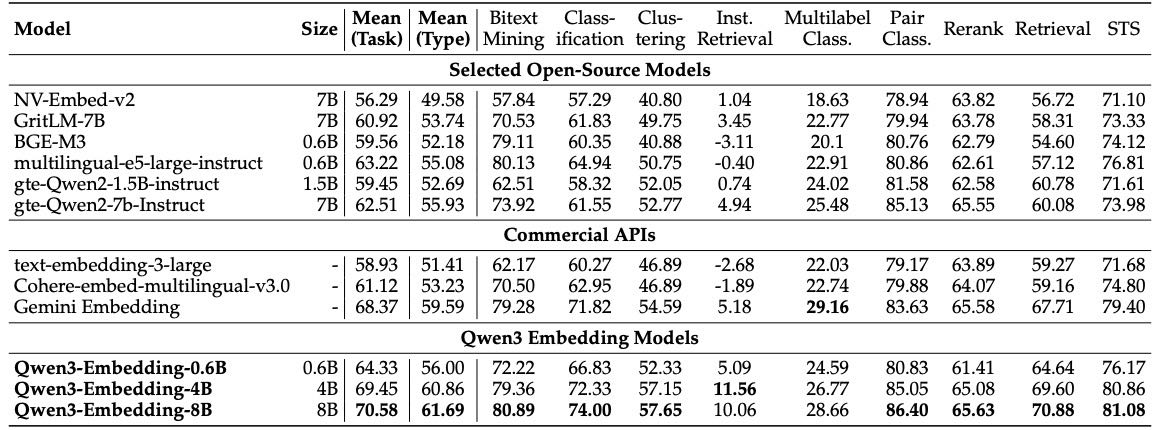 Model Size Mean (Task) Mean (Type) Bitext Mining Class-ification Clus-tering Inst. Retrieval Multilabel Class. Pair Class. Rerank Retrieval STS
Selected Open-Source Models
NV-Embed-v2 7B 56.29 49.58 57.84 57.29 40.80 1.04 18.63 78.94 63.82 56.72 71.10
GritLM-7B 7B 60.92 53.74 70.53 61.83 49.75 3.45 22.77 79.94 63.78 58.31 73.33
BGE-M3 0.6B 59.56 52.18 79.11 60.35 40.88 -3.11 20.1 80.76 62.79 54.60 74.12
multilingual-e5-large-instruct 0.6B 63.22 55.08 80.13 64.94 50.75 -0.40 22.91 80.86 62.61 57.12 76.81
gte-Qwen2-1.5B-instruct 1.5B 59.45 52.69 62.51 58.32 52.05 0.74 24.02 81.58 62.58 60.78 71.61
gte-Qwen2-7b-Instruct 7B 62.51 55.93 73.92 61.55 52.77 4.94 25.48 85.13 65.55 60.08 73.98
Commercial APIs
text-embedding-3-large - 58.93 51.41 62.17 60.27 46.89 -2.68 22.03 79.17 63.89 59.27 71.68
Cohere-embed-multilingual-v3.0 - 61.12 53.23 70.50 62.95 46.89 -1.89 22.74 79.88 64.07 59.16 74.80
Gemini Embedding - 68.37 59.59 79.28 71.82 54.59 5.18 29.16 83.63 65.58 67.71 79.40
Qwen3 Embedding Models
Qwen3-Embedding-0.6B 0.6B 64.33 56.00 72.22 66.83 52.33 5.09 24.59 80.83 61.41 64.64 76.17
Qwen3-Embedding-4B 4B 69.45 60.86 79.36 72.33 57.15 11.56 26.77 85.05 65.08 69.60 80.86
Qwen3-Embedding-8B 8B 70.58 61.69 80.89 74.00 57.65 10.06 28.66 86.40 65.63 70.88 81.08